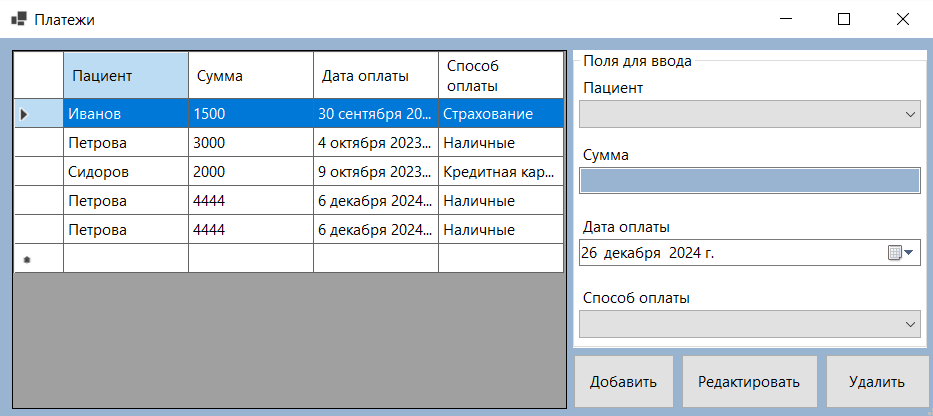 Платежи
Пациент Сумма Дата оплаты Способ оплаты
Иванов 1500 30 сентября 20... Страхование
Петрова 3000 4 октября 2023... Наличные
Сидоров 2000 9 октября 2023... Кредитная кар...
Петрова 4444 6 декабря 2024... Наличные
Петрова 4444 6 декабря 2024... Наличные
Поля для ввода
Пациент
Сумма
Дата оплаты
26 декабря 2024 г.
Способ оплаты
Добавить Редактировать Удалить